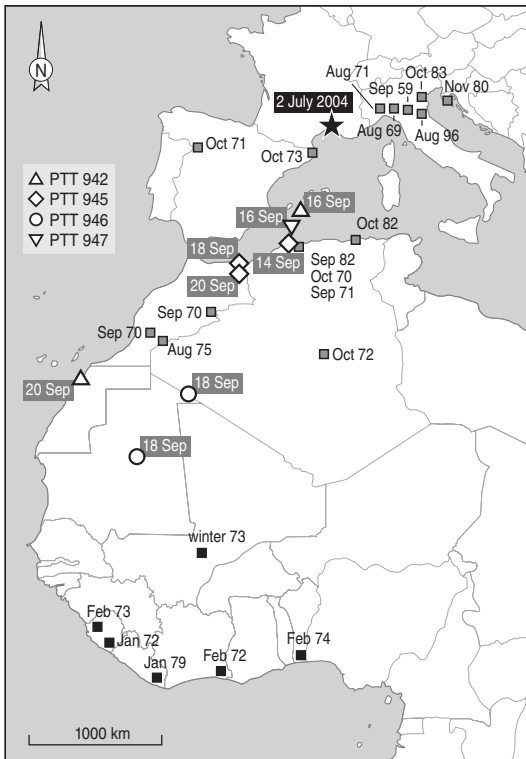 N
Aug 71
Sep 59
Oct 83
Nov 80
2 July 2004
Aug 69
Aug 96
Oct 71
Oct 73
PTT 942
PTT 945
PTT 946
PTT 947
16 Sep
16 Sep
Oct 82
18 Sep
14 Sep
Sep 82
Oct 70
Sep 71
20 Sep
Sep 70
Sep 70
Aug 75
Oct 72
20 Sep
18 Sep
18 Sep
winter 73
Feb 73
Jan 72
Jan 79
Feb 72
Feb 74
1000 km